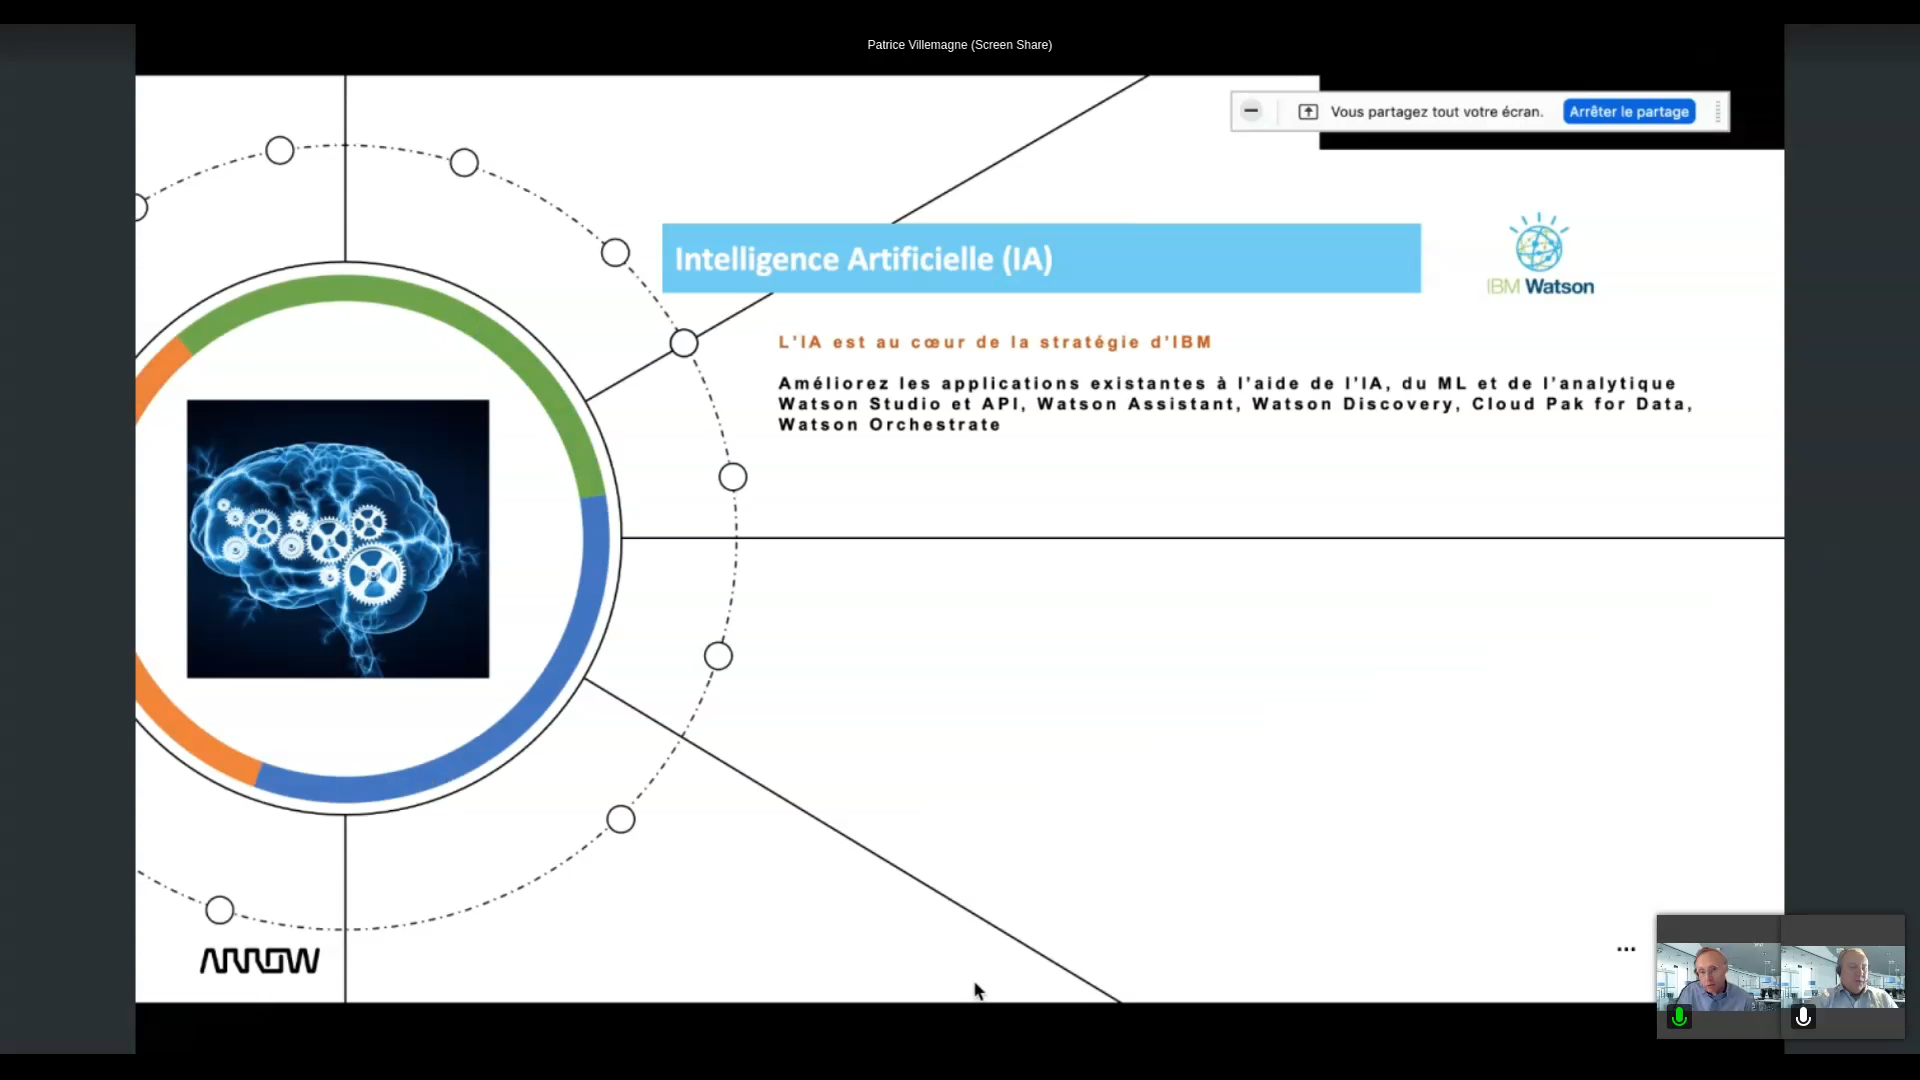 Patrice Villemagne (Screen Share)
Vous partagez tout votre écran.
Arrêter le partage
Intelligence Artificielle (IA)
IBM Watson
L'IA est au cœur de la stratégie d'IBM
Améliorez les applications existantes à l'aide de l'IA, du ML et de l'analytique
Watson Studio et API, Watson Assistant, Watson Discovery, Cloud Pak for Data,
Watson Orchestrate
ARROW
...